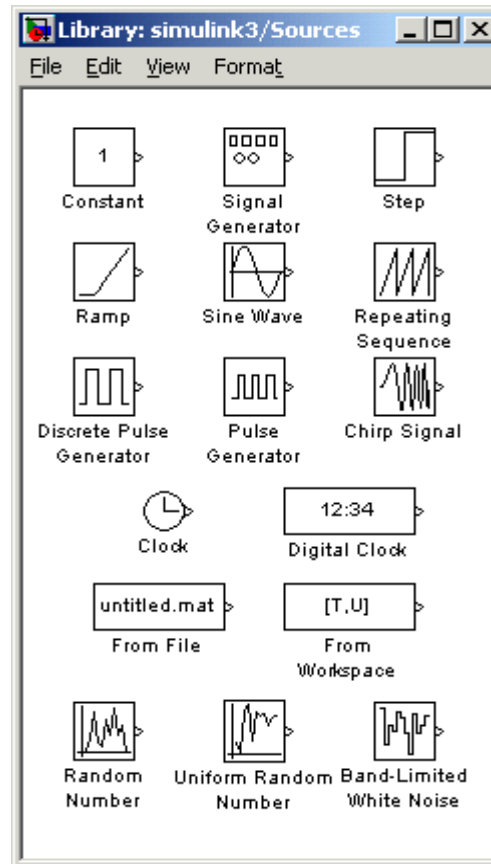 Library: simulink3/Sources
File Edit View Format
1
Constant
Signal
Generator
Step
Ramp
Sine Wave
Repeating
Sequence
Discrete Pulse
Generator
Pulse
Generator
Chirp Signal
Clock
12:34
Digital Clock
untitled.mat
From File
[T,U]
From
Workspace
Random
Number
Uniform Random
Number
Band-Limited
White Noise